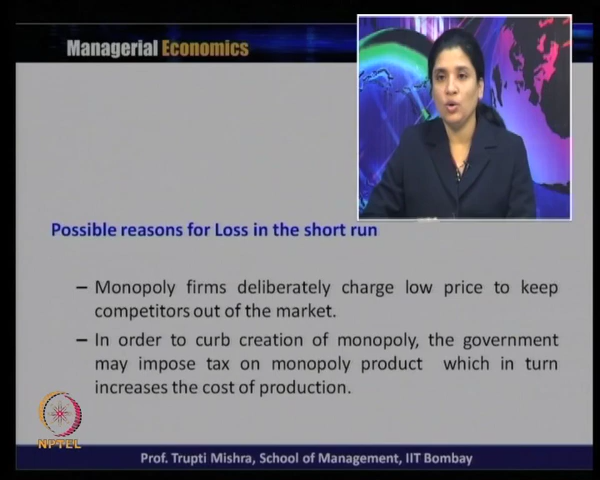 Managerial Economics
Possible reasons for Loss in the short run
– Monopoly firms deliberately charge low price to keep
competitors out of the market.
– In order to curb creation of monopoly, the government
may impose tax on monopoly product which in turn
increases the cost of production.
NPTEL
Prof. Trupti Mishra, School of Management, IIT Bombay